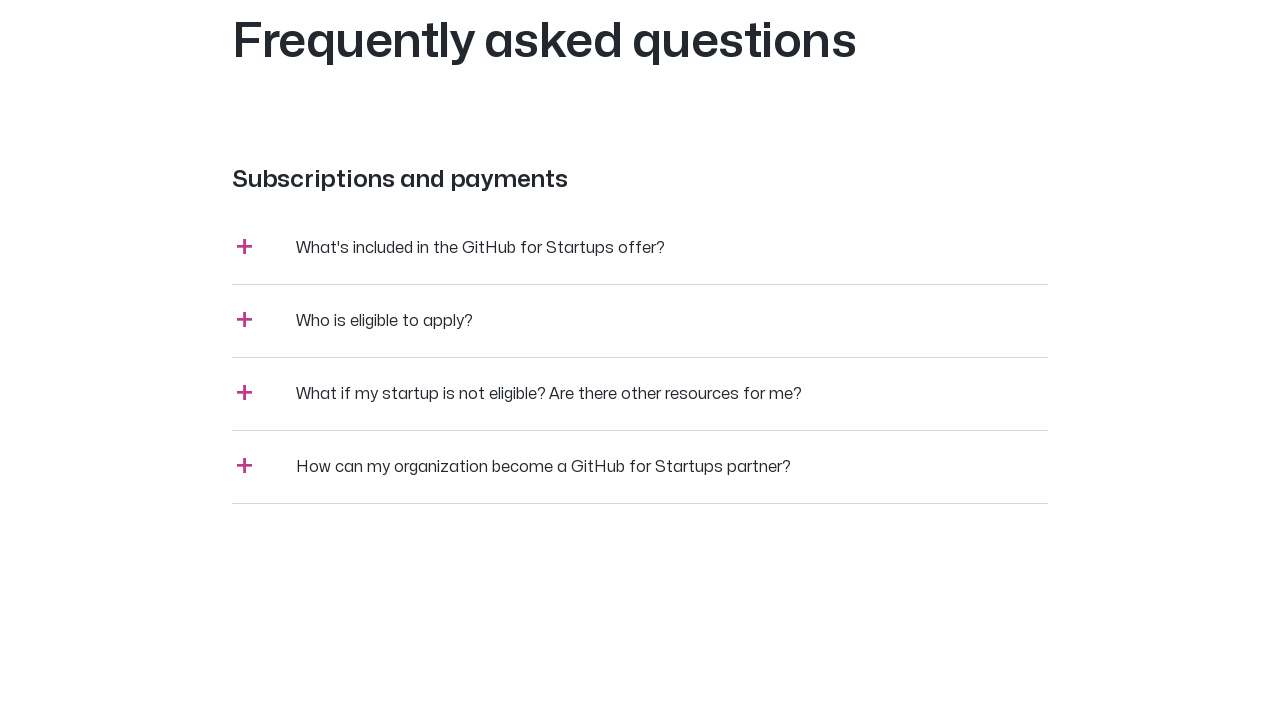 Frequently asked questions
Subscriptions and payments
What's included in the GitHub for Startups offer?
Who is eligible to apply?
What if my startup is not eligible? Are there other resources for me?
How can my organization become a GitHub for Startups partner?